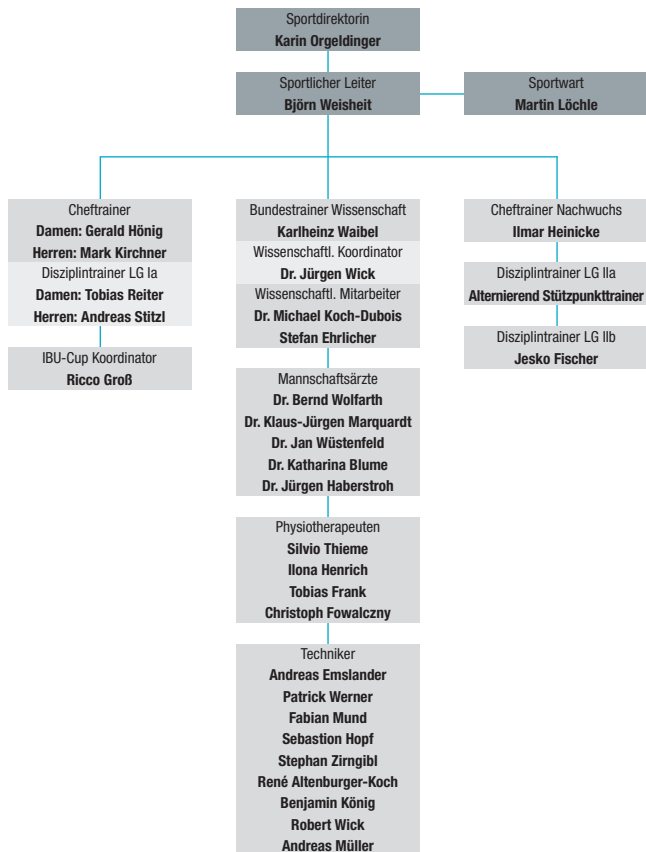 Sportdirektorin
Karin Orgeldinger
Sportlicher Leiter
Björn Weisheit
Sportwart
Martin Löchle
Cheftrainer
Damen: Gerald Hönig
Herren: Mark Kirchner
Disziplintrainer LG Ia
Damen: Tobias Reiter
Herren: Andreas Stitzl
IBU-Cup Koordinator
Ricco Groß
Bundestrainer Wissenschaft
Karlheinz Waibel
Wissenschaftl. Koordinator
Dr. Jürgen Wick
Wissenschaftl. Mitarbeiter
Dr. Michael Koch-Dubois
Stefan Ehrlicher
Mannschaftsärzte
Dr. Bernd Wolfarth
Dr. Klaus-Jürgen Marquardt
Dr. Jan Wüstenfeld
Dr. Katharina Blume
Dr. Jürgen Haberstroh
Physiotherapeuten
Silvio Thieme
Ilona Henrich
Tobias Frank
Christoph Fowalczny
Techniker
Andreas Emslander
Patrick Werner
Fabian Mund
Sebastion Hopf
Stephan Zirngibl
René Altenburger-Koch
Benjamin König
Robert Wick
Andreas Müller
Cheftrainer Nachwuchs
Ilmar Heinicke
Disziplintrainer LG IIa
Alternierend Stützpunkttrainer
Disziplintrainer LG IIb
Jesko Fischer